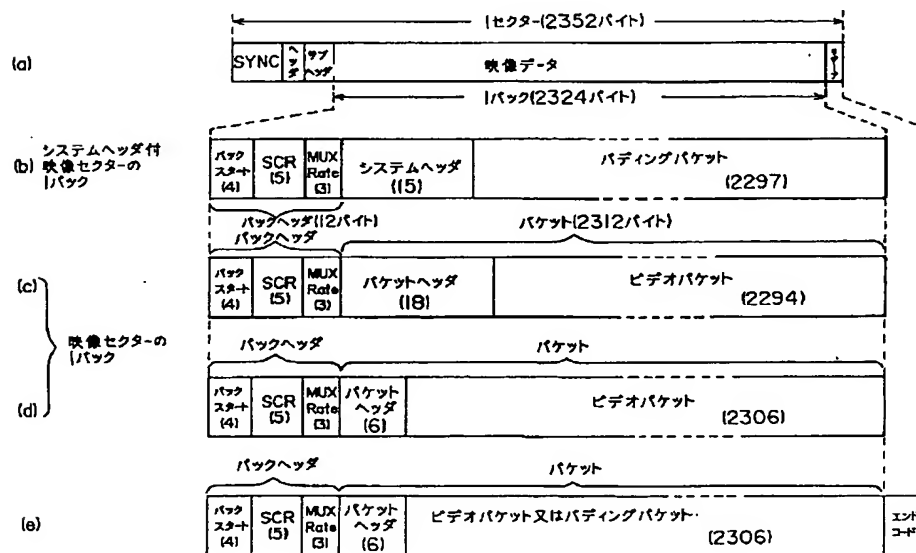 1セクター(2352バイト)
(a)
SYNC
ヘッダ
サブヘッダ
映像データ
リザーブ
1パック(2324バイト)
(b)
システムヘッダ付
映像セクターの
1パック
パック
スタート
(4)
SCR
(5)
MUX
Rate
(3)
システムヘッダ
(15)
パディングパケット
(2297)
パックヘッダ(12バイト)
パケット(2312バイト)
パックヘッダ
(c)
映像セクターの
1パック
パック
スタート
(4)
SCR
(5)
MUX
Rate
(3)
パケットヘッダ
(18)
ビデオパケット
(2294)
パックヘッダ
パケット
(d)
パック
スタート
(4)
SCR
(5)
MUX
Rate
(3)
パケット
ヘッダ
(6)
ビデオパケット
(2306)
パックヘッダ
パケット
(e)
パック
スタート
(4)
SCR
(5)
MUX
Rate
(3)
パケット
ヘッダ
(6)
ビデオパケット又はパディングパケット
(2306)
エンド
コード